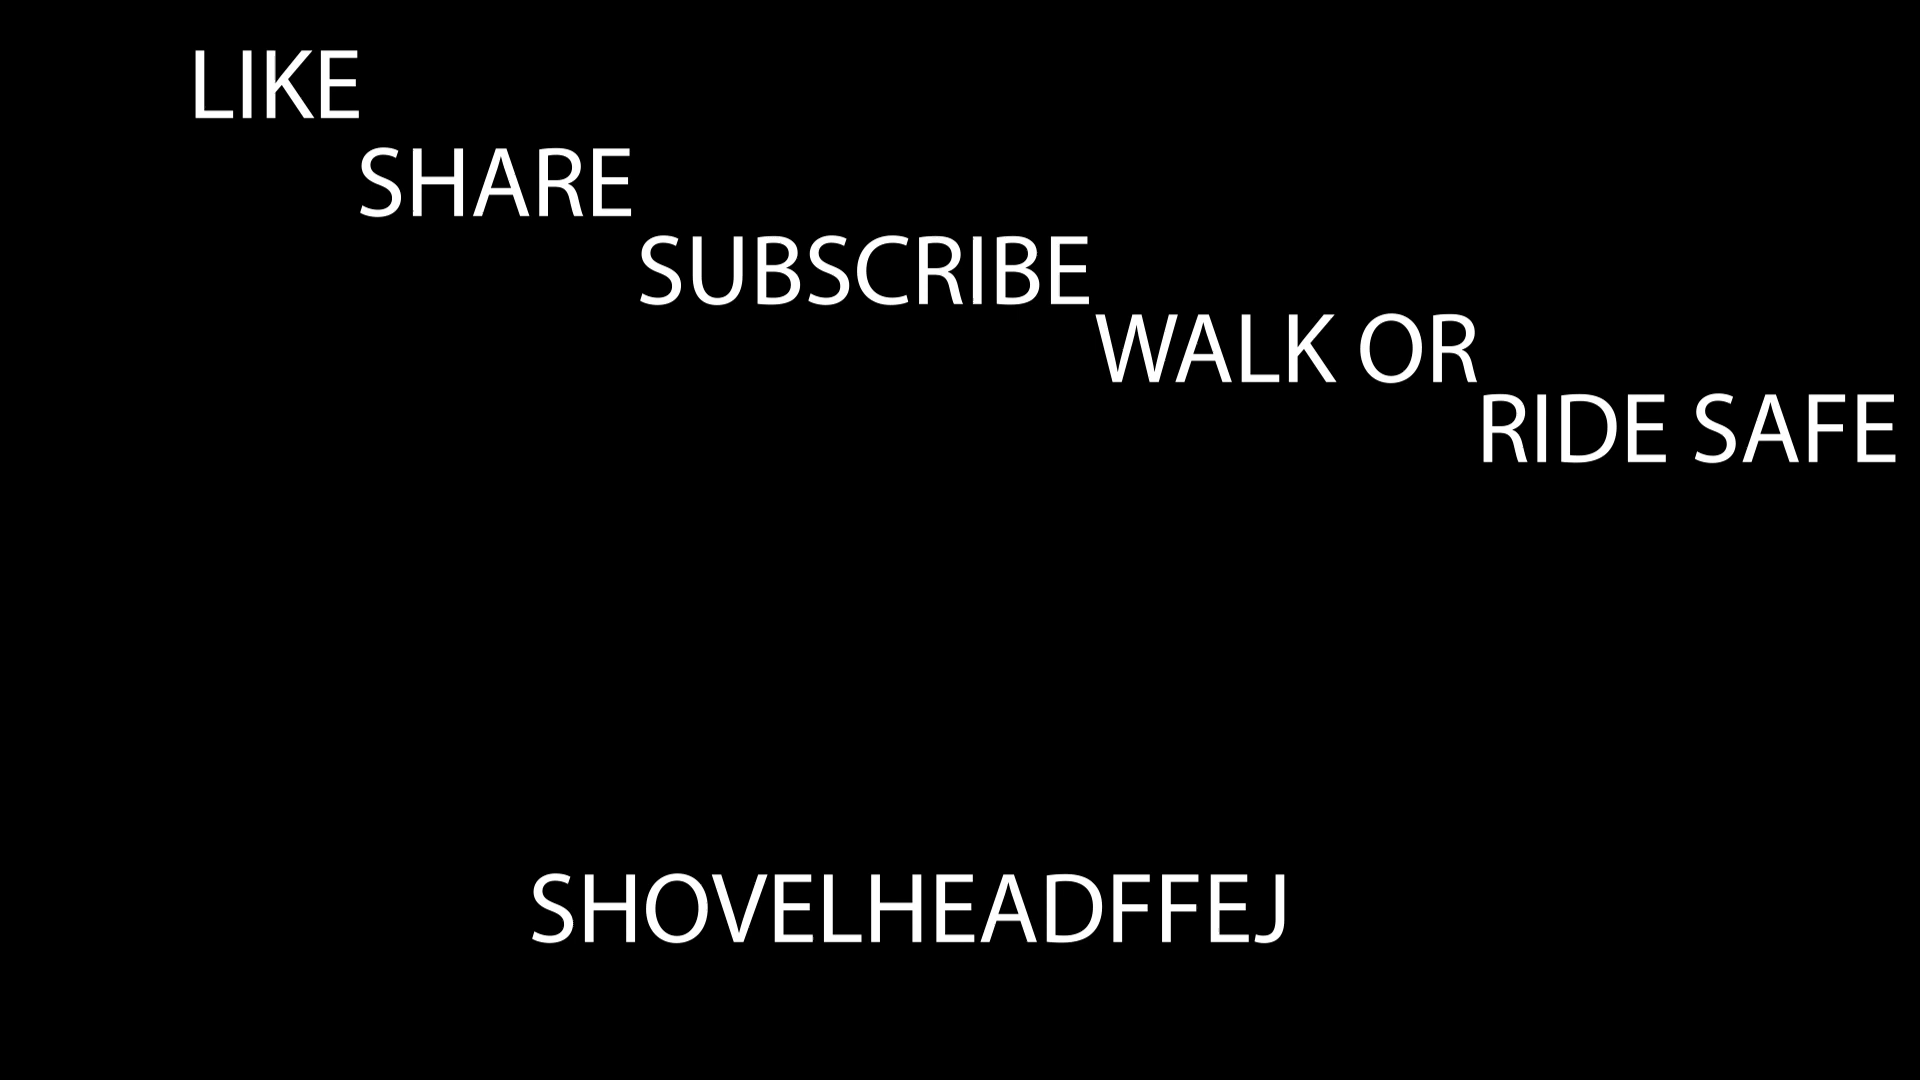 LIKE
SHARE
SUBSCRIBE
WALK OR
RIDE SAFE
SHOVELHEADFFEJ